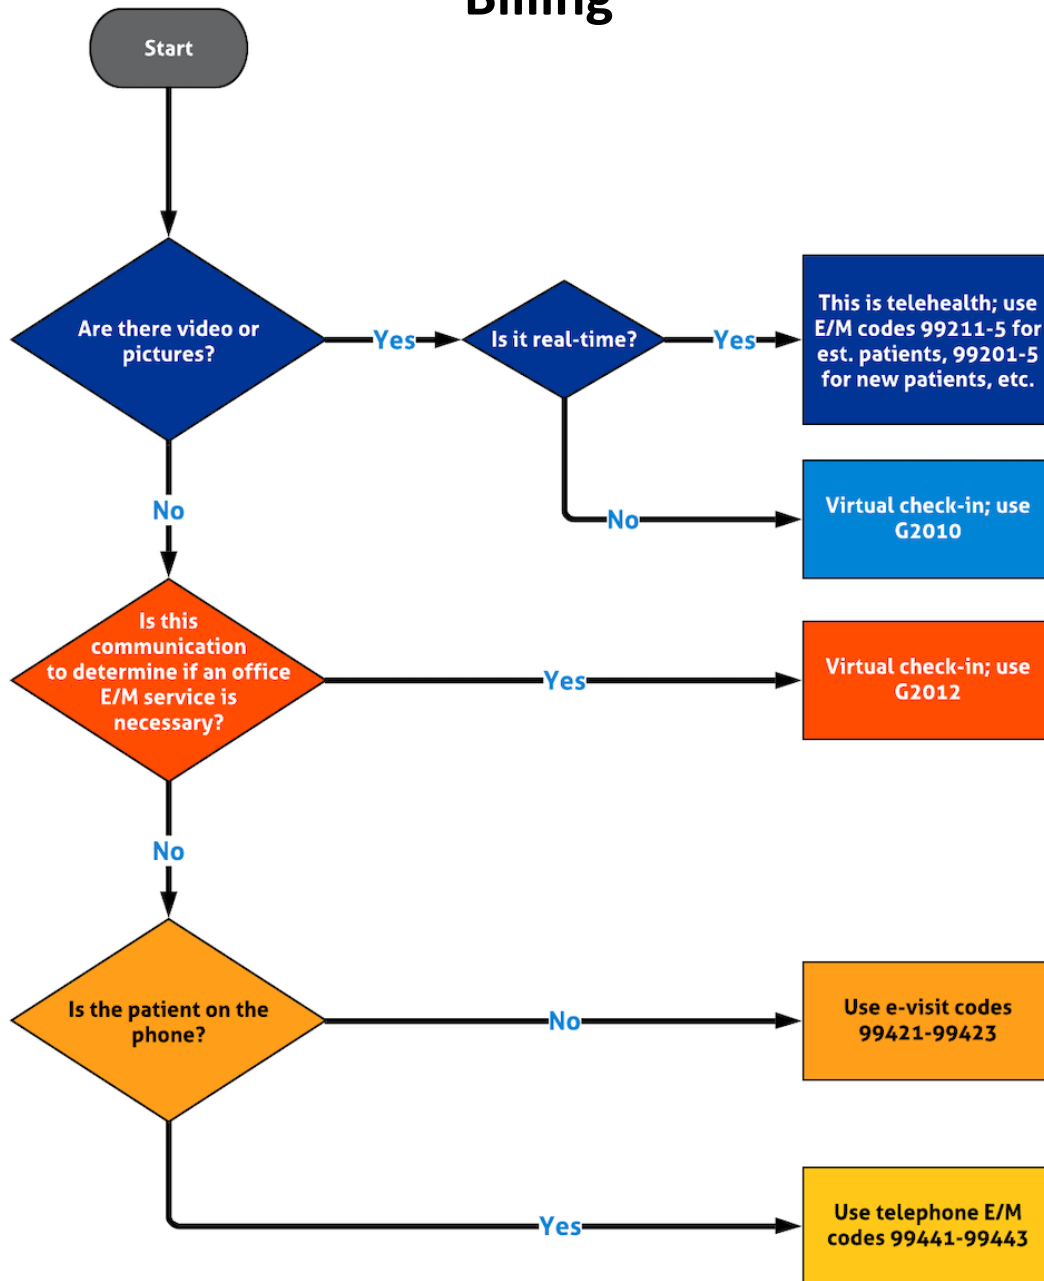 Billing
Start
Are there video or
pictures?
Yes
Is it real-time?
Yes
This is telehealth; use
E/M codes 99211-5 for
est. patients, 99201-5
for new patients, etc.
No
No
Virtual check-in; use
G2010
Is this
communication
to determine if an office
E/M service is
necessary?
Yes
Virtual check-in; use
G2012
No
Is the patient on the
phone?
No
Use e-visit codes
99421-99423
Yes
Use telephone E/M
codes 99441-99443